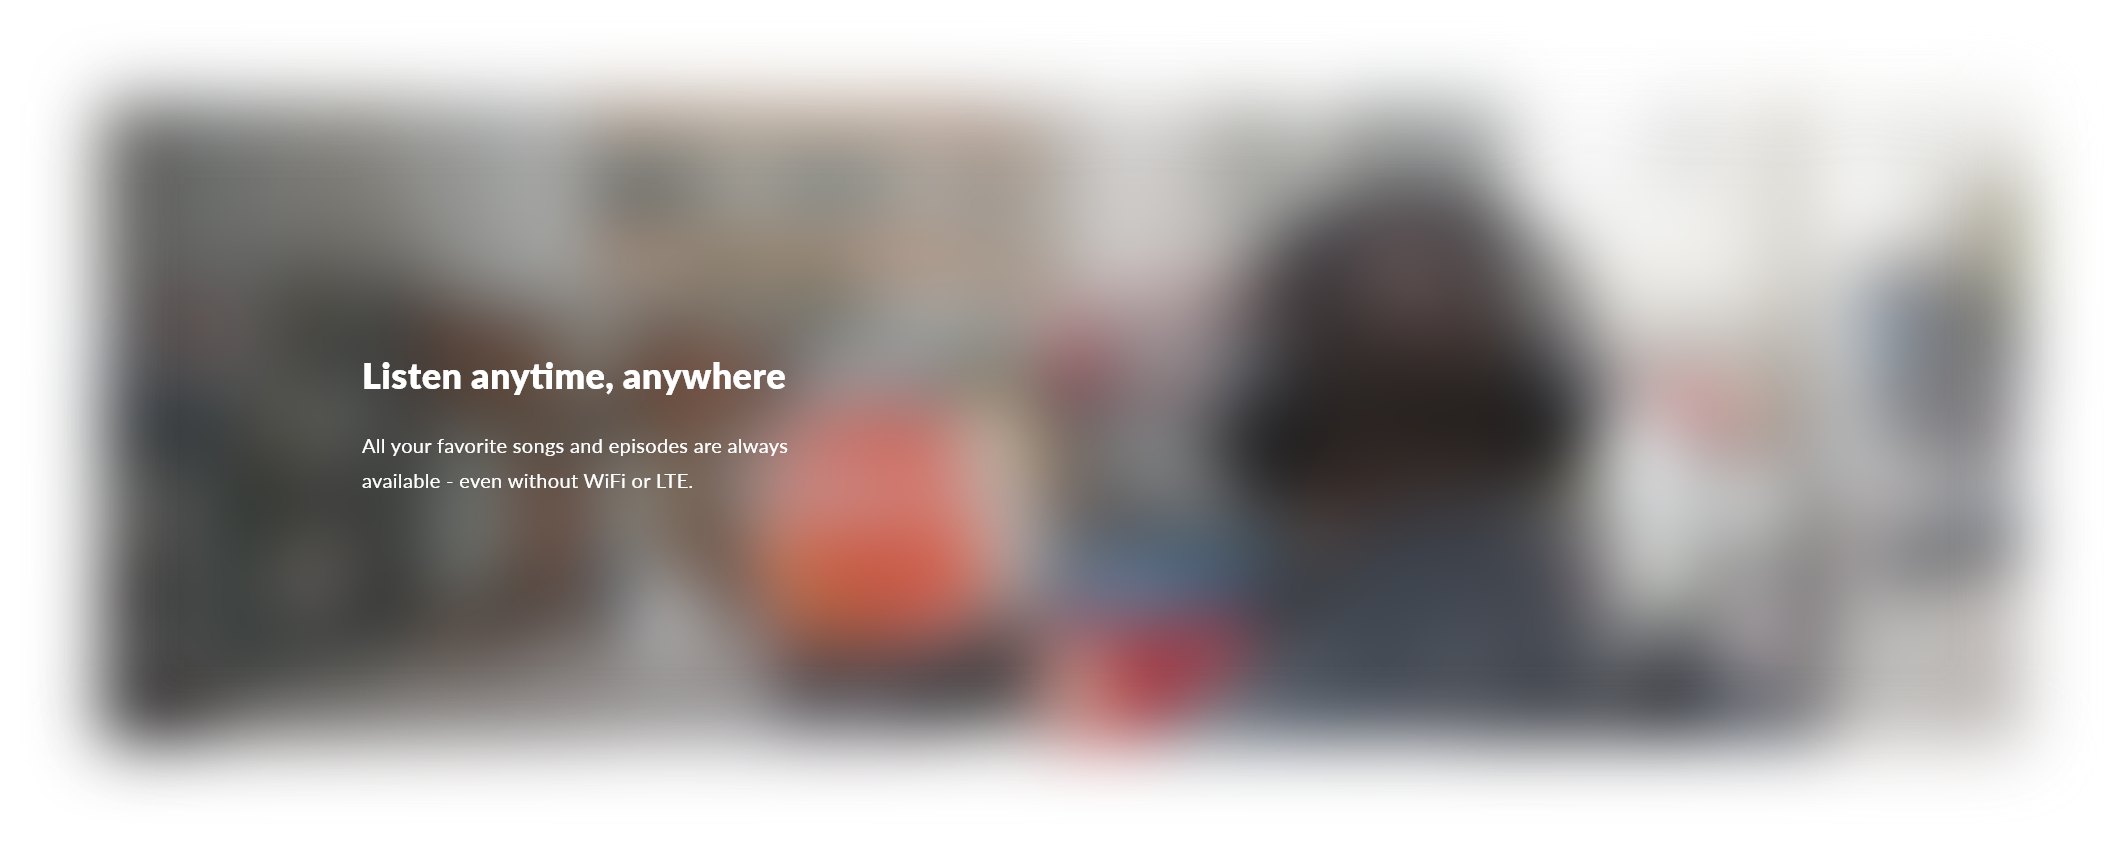 Listen anytime, anywhere
All your favorite songs and episodes are always
available - even without WiFi or LTE.